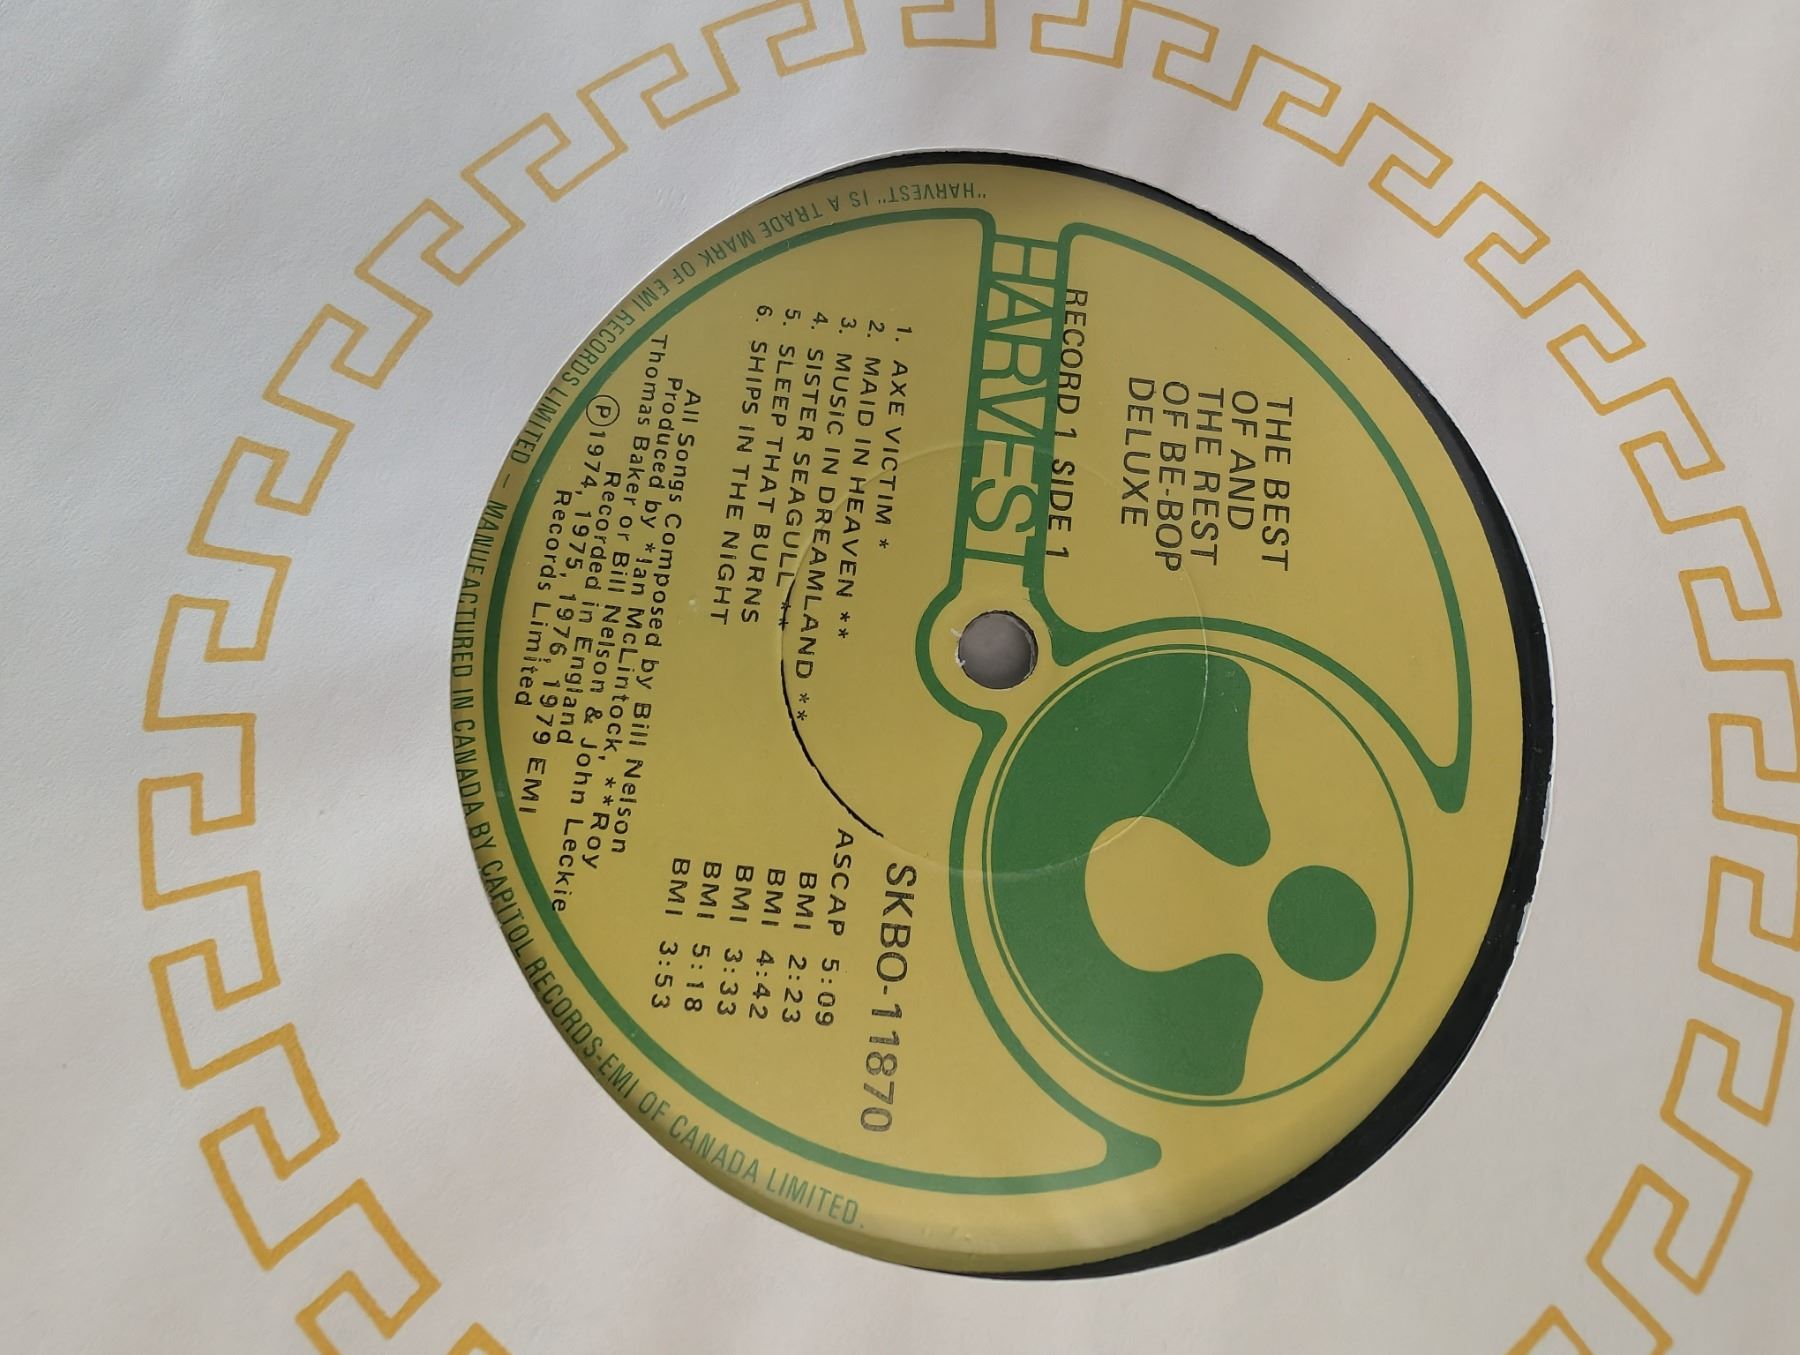 THE BEST
OF AND
THE REST
OF BE-BOP
DELUXE
RECORD 1 SIDE 1
HARVEST
SKBO-11870
1. AXE VICTIM * ASCAP 5:09
2. MAID IN HEAVEN ** BMI 2:23
3. MUSIC IN DREAMLAND ** BMI 4:42
4. SISTER SEAGULL ** BMI 3:33
5. SLEEP THAT BURNS BMI 5:18
6. SHIPS IN THE NIGHT BMI 3:53
All Songs Composed by Bill Nelson
Produced by *Ian McLintock, **Roy
Thomas Baker or Bill Nelson & John Leckie
Recorded in England
Ⓟ1974, 1975, 1976, 1979 EMI
Records Limited
"HARVEST" IS A TRADE MARK OF EMI RECORDS LIMITED - MANUFACTURED IN CANADA BY CAPITOL RECORDS-EMI OF CANADA LIMITED.